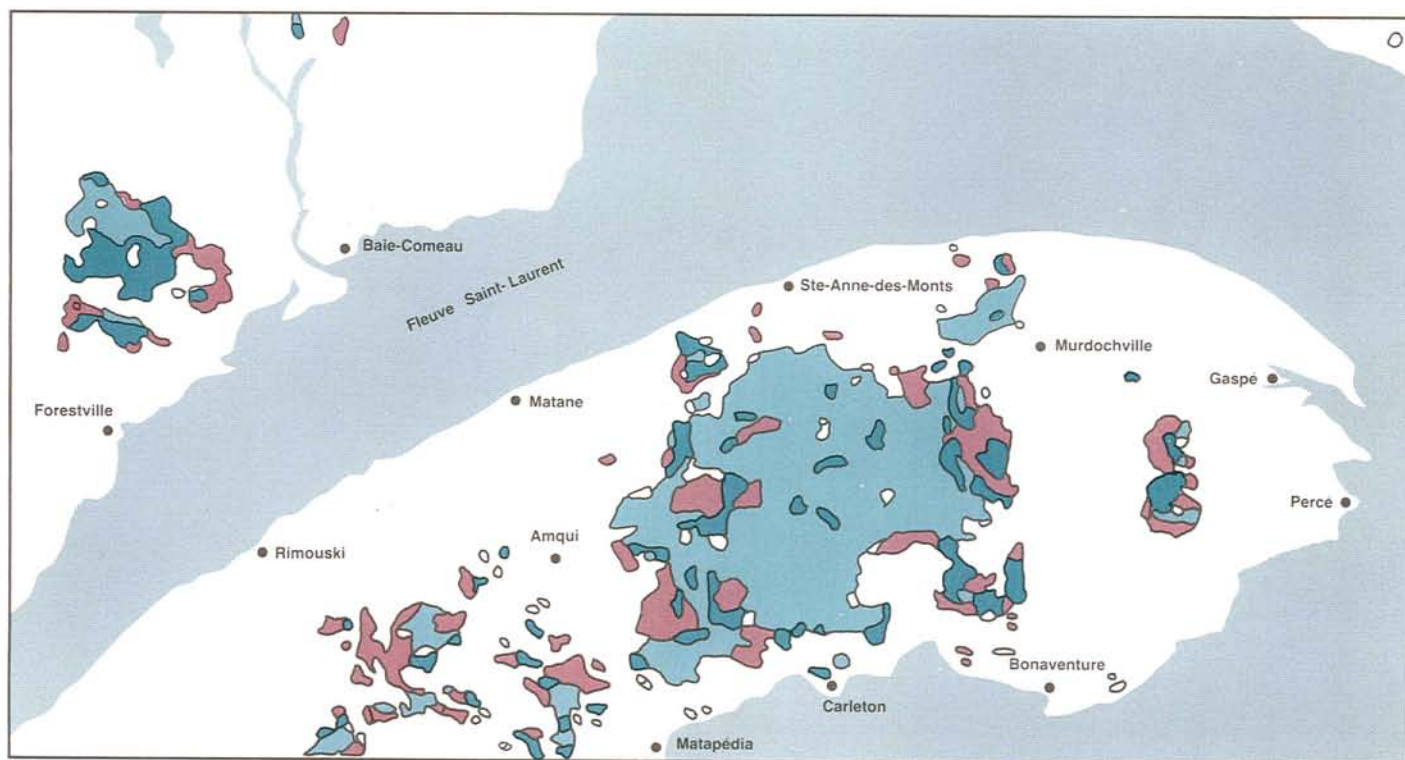 Baie-Comeau
Fleuve Saint-Laurent
Ste-Anne-des-Monts
Murdochville
Gaspé
Forestville
Matane
Percé
Rimouski
Amqui
Bonaventure
Carleton
Matapédia